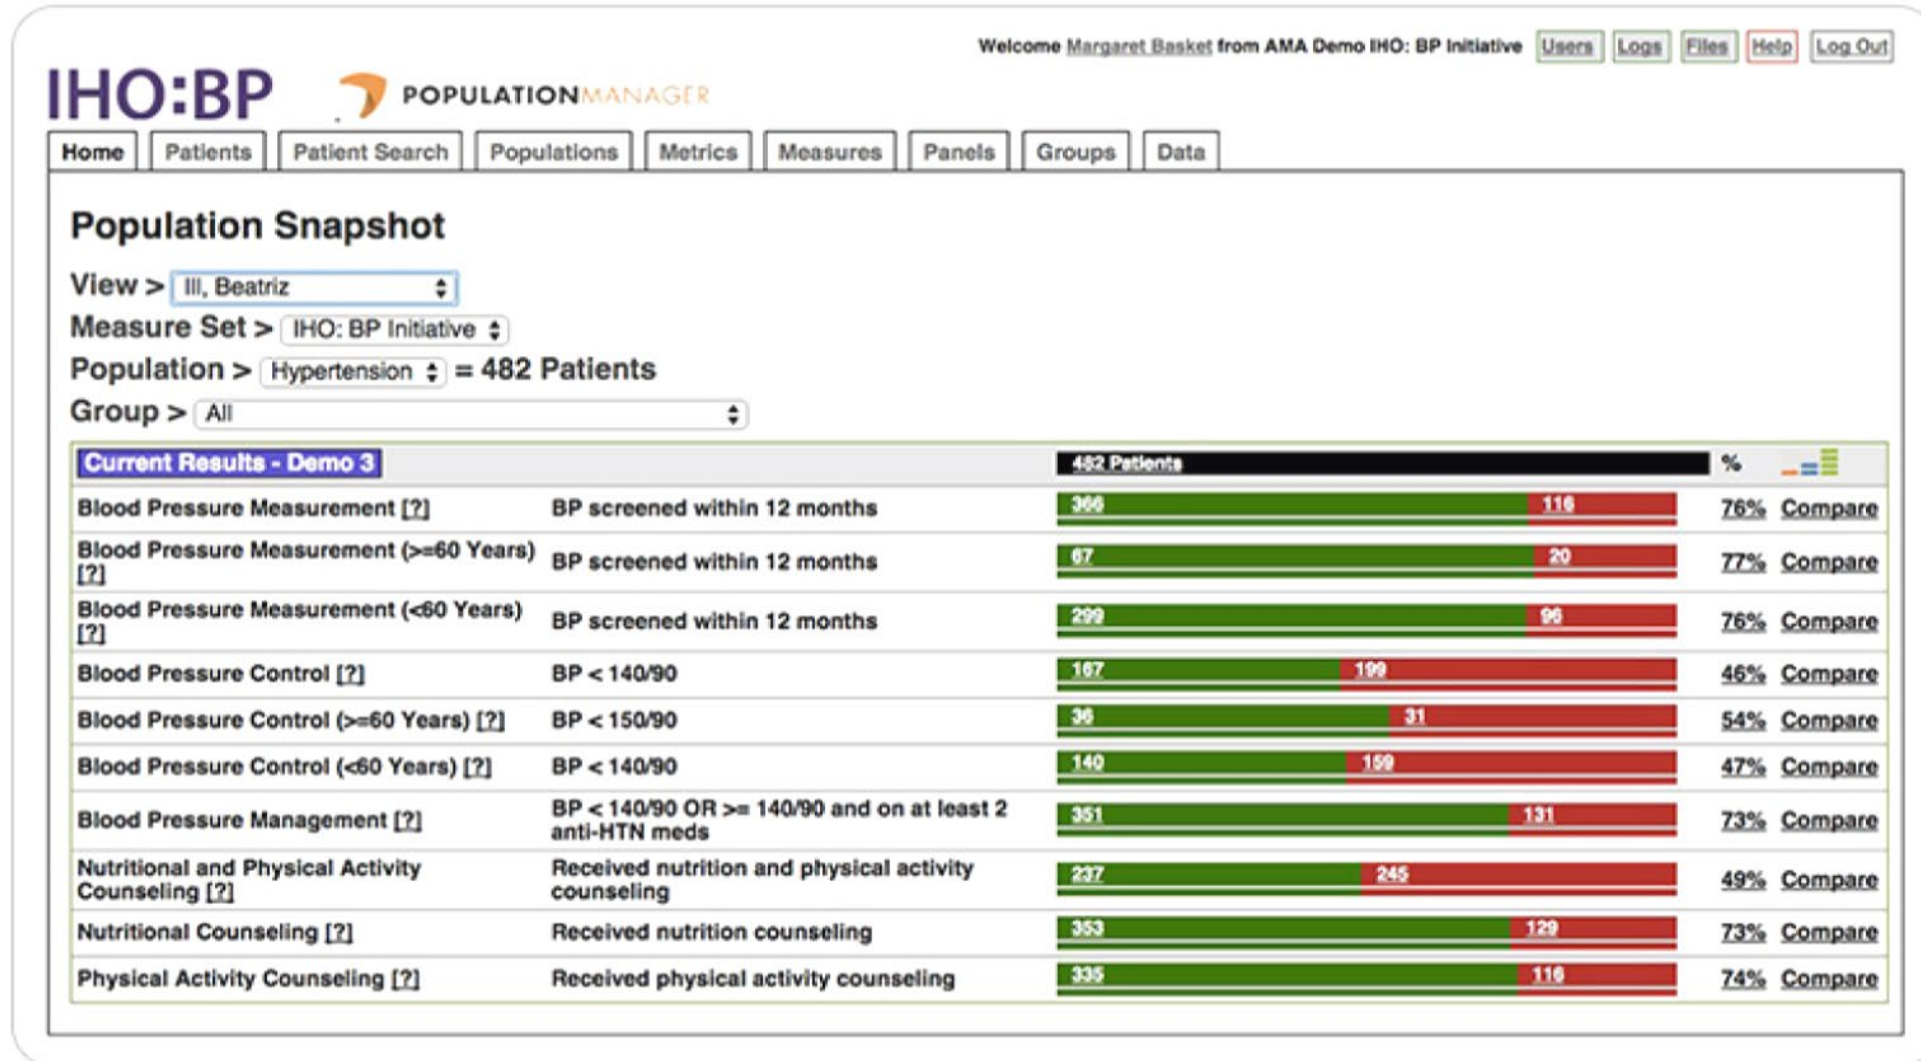 Welcome Margaret Basket from AMA Demo IHO: BP Initiative Users Logs Files Help Log Out
IHO:BP POPULATIONMANAGER
Home Patients Patient Search Populations Metrics Measures Panels Groups Data
Population Snapshot
View > III, Beatriz
Measure Set > IHO: BP Initiative
Population > Hypertension = 482 Patients
Group > All
Current Results - Demo 3 482 Patients %
Blood Pressure Measurement [?] BP screened within 12 months 366 116 76% Compare
Blood Pressure Measurement (>=60 Years)
[?] BP screened within 12 months 67 20 77% Compare
Blood Pressure Measurement (<60 Years)
[?] BP screened within 12 months 299 96 76% Compare
Blood Pressure Control [?] BP < 140/90 167 199 46% Compare
Blood Pressure Control (>=60 Years) [?] BP < 150/90 36 31 54% Compare
Blood Pressure Control (<60 Years) [?] BP < 140/90 140 159 47% Compare
Blood Pressure Management [?] BP < 140/90 OR >= 140/90 and on at least 2
anti-HTN meds 351 131 73% Compare
Nutritional and Physical Activity Received nutrition and physical activity
Counseling [?] counseling 237 245 49% Compare
Nutritional Counseling [?] Received nutrition counseling 353 129 73% Compare
Physical Activity Counseling [?] Received physical activity counseling 335 116 74% Compare